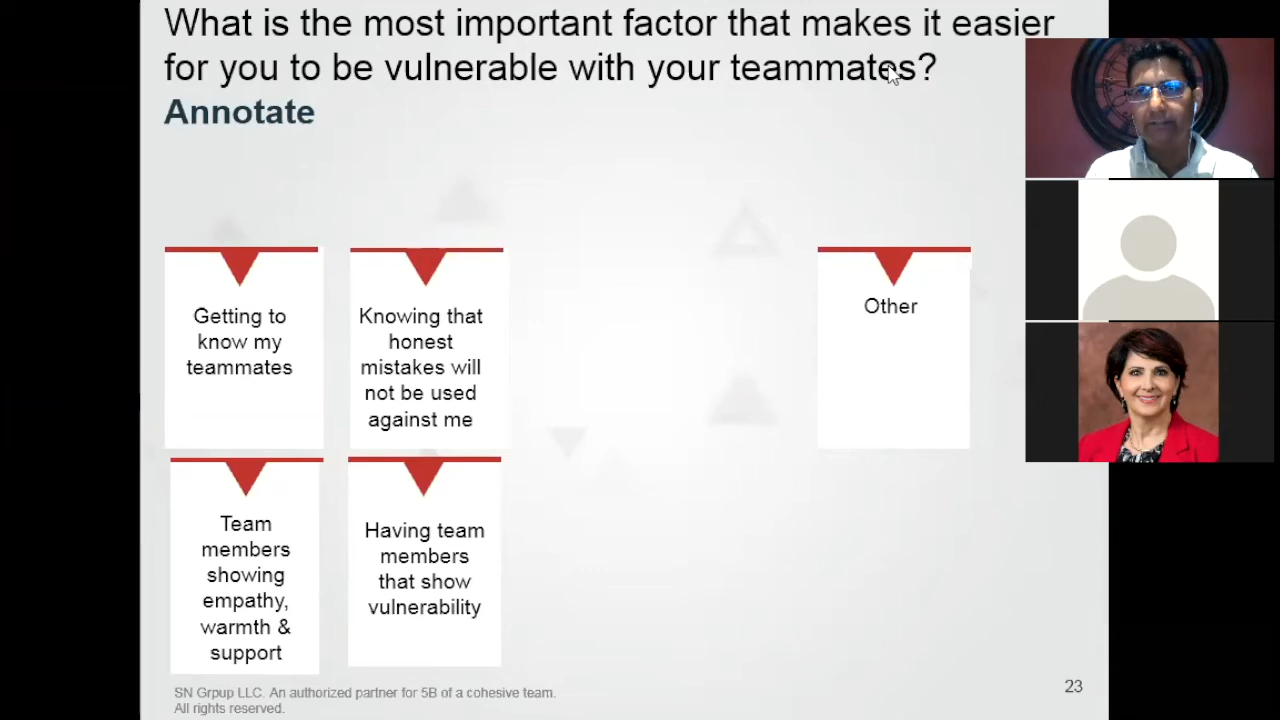 What is the most important factor that makes it easier
for you to be vulnerable with your teammates?
Annotate
Getting to
know my
teammates
Knowing that
honest
mistakes will
not be used
against me
Other
Team
members
showing
empathy,
warmth &
support
Having team
members
that show
vulnerability
SN Grpup LLC. An authorized partner for 5B of a cohesive team.
All rights reserved.
23